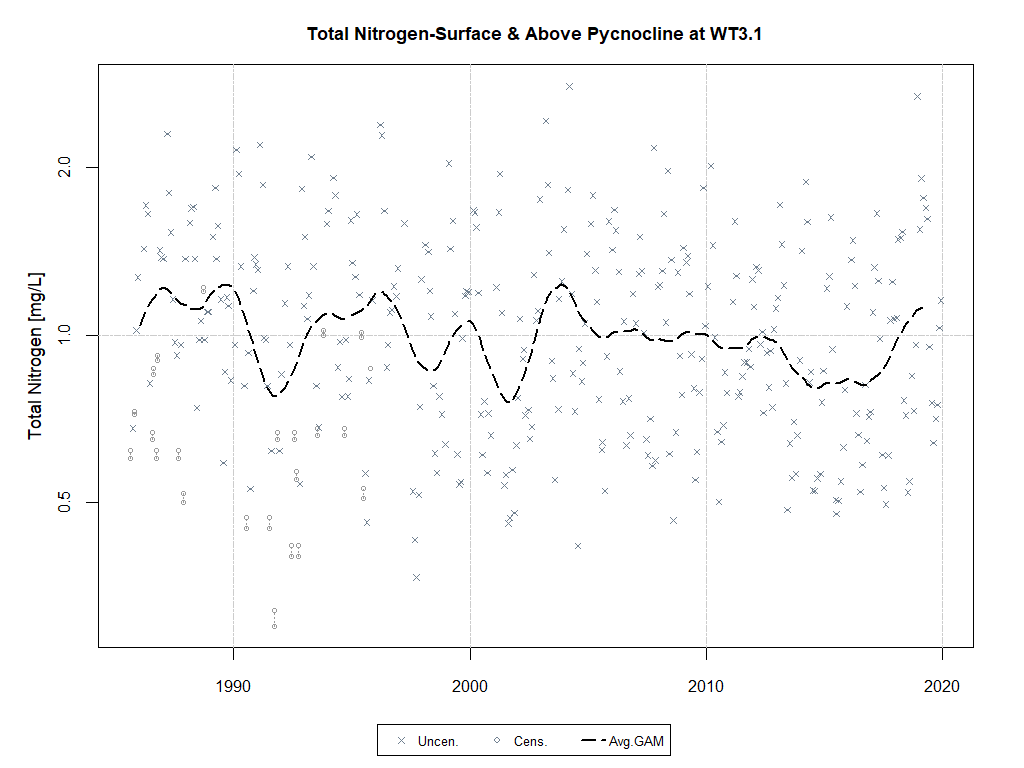 Total Nitrogen-Surface & Above Pycnocline at WT3.1
Total Nitrogen [mg/L]
2.0
1.0
0.5
1990 2000 2010 2020
Uncen. Cens. Avg.GAM